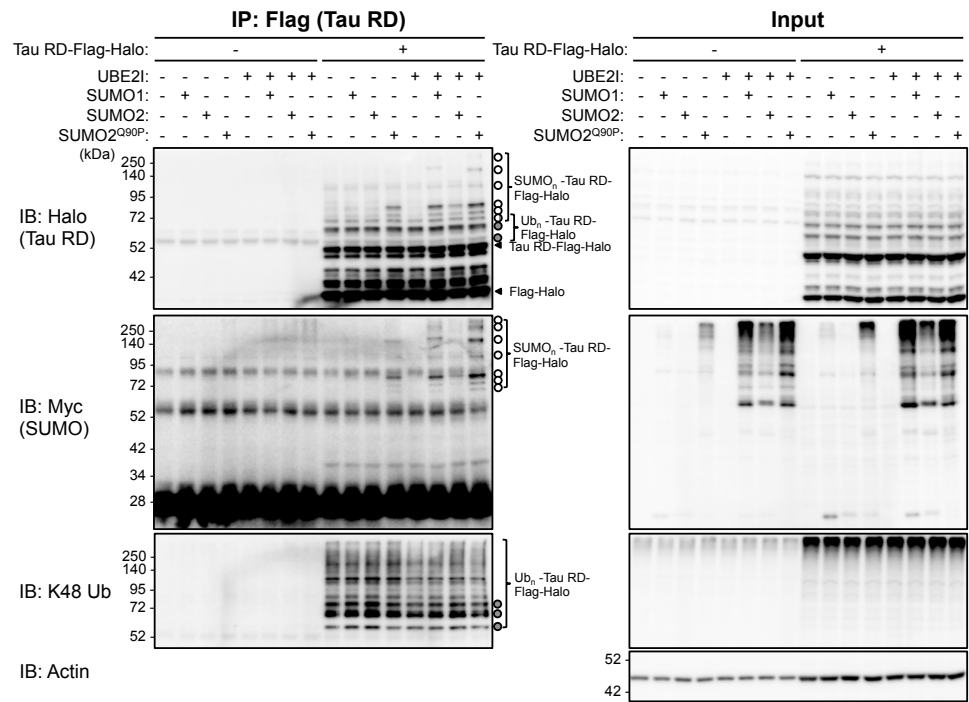 IP: Flag (Tau RD)
Input
Tau RD-Flag-Halo: - +
Tau RD-Flag-Halo: - +
UBE2I: - - - - + + + + - - - - + + + +
UBE2I: - - - - + + + + - - - - + + + +
SUMO1: - + - - - + - - - + - - - + - -
SUMO1: - + - - - + - - - + - - - + - -
SUMO2: - - + - - - + - - - + - - - + -
SUMO2: - - + - - - + - - - + - - - + -
SUMO2Q90P: - - - + - - - + - - - + - - - +
SUMO2Q90P: - - - + - - - + - - - + - - - +
(kDa)
250
140
95
72
52
42
IB: Halo
(Tau RD)
SUMOn-Tau RD-
Flag-Halo
Ubn-Tau RD-
Flag-Halo
Tau RD-Flag-Halo
Flag-Halo
250
140
95
72
52
42
34
28
IB: Myc
(SUMO)
SUMOn-Tau RD-
Flag-Halo
250
140
95
72
52
IB: K48 Ub
Ubn-Tau RD-
Flag-Halo
IB: Actin
52
42